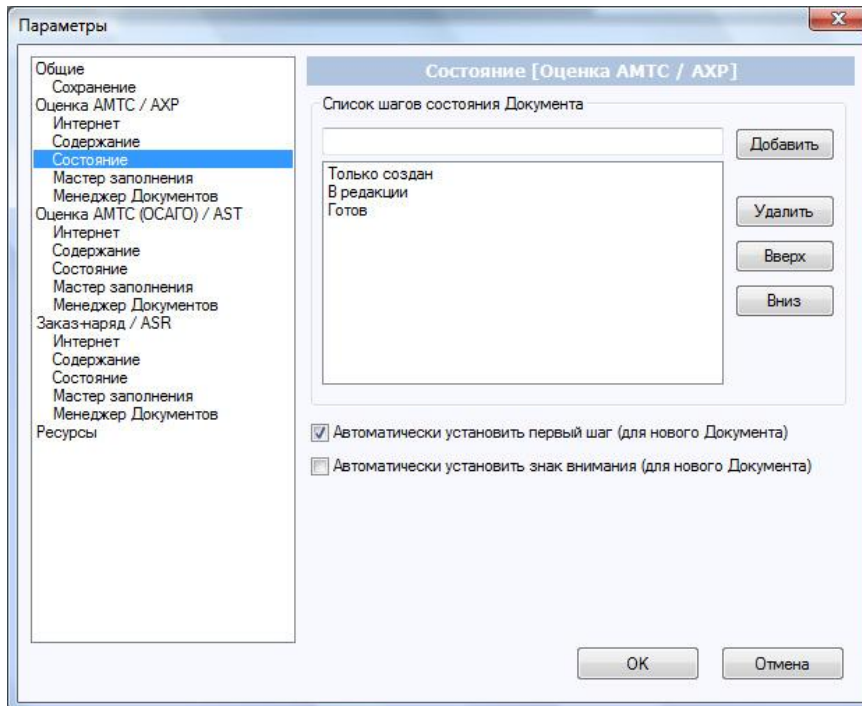 Параметры
Общие
Сохранение
Оценка АМТС / AXP
Интернет
Содержание
Состояние
Мастер заполнения
Менеджер Документов
Оценка АМТС (ОСАГО) / AST
Интернет
Содержание
Состояние
Мастер заполнения
Менеджер Документов
Заказ-наряд / ASR
Интернет
Содержание
Состояние
Мастер заполнения
Менеджер Документов
Ресурсы
Состояние [Оценка АМТС / AXP]
Список шагов состояния Документа
Добавить
Только создан
В редакции
Готов
Удалить
Вверх
Вниз
Автоматически установить первый шаг (для нового Документа)
Автоматически установить знак внимания (для нового Документа)
OK
Отмена